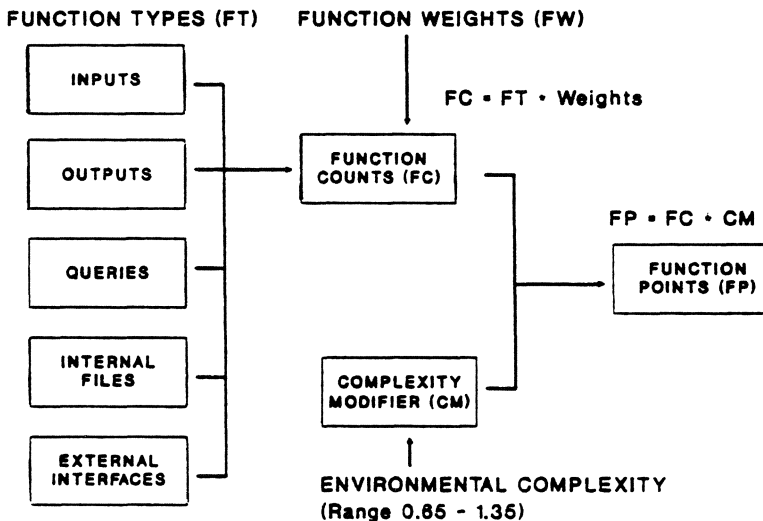 FUNCTION TYPES (FT)
FUNCTION WEIGHTS (FW)
INPUTS
FC = FT * Weights
OUTPUTS
FUNCTION
COUNTS (FC)
FP = FC * CM
QUERIES
FUNCTION
POINTS (FP)
INTERNAL
FILES
COMPLEXITY
MODIFIER (CM)
EXTERNAL
INTERFACES
ENVIRONMENTAL COMPLEXITY
(Range 0.65 - 1.35)